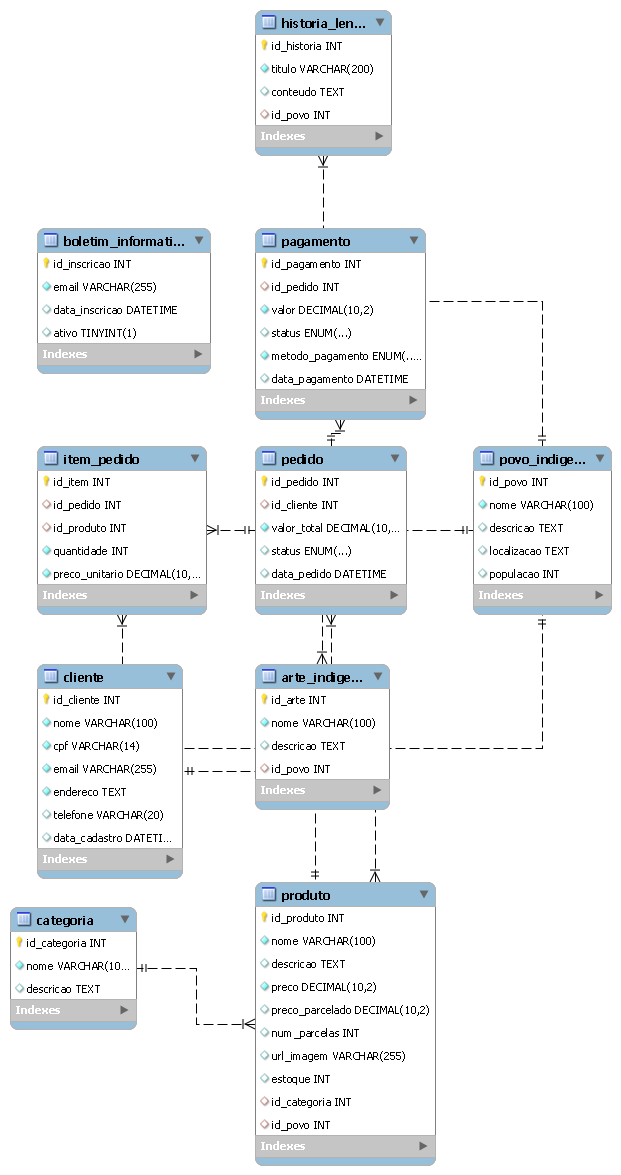 historia_len...
id_historia INT
titulo VARCHAR(200)
conteudo TEXT
id_povo INT
Indexes
boletim_informati...
id_inscricao INT
email VARCHAR(255)
data_inscricao DATETIME
ativo TINYINT(1)
Indexes
pagamento
id_pagamento INT
id_pedido INT
valor DECIMAL(10,2)
status ENUM(...)
metodo_pagamento ENUM(.....
data_pagamento DATETIME
Indexes
item_pedido
id_item INT
id_pedido INT
id_produto INT
quantidade INT
preco_unitario DECIMAL(10,...
Indexes
pedido
id_pedido INT
id_cliente INT
valor_total DECIMAL(10,...
status ENUM(...)
data_pedido DATETIME
Indexes
povo_indige...
id_povo INT
nome VARCHAR(100)
descricao TEXT
localizacao TEXT
populacao INT
Indexes
cliente
id_cliente INT
nome VARCHAR(100)
cpf VARCHAR(14)
email VARCHAR(255)
endereco TEXT
telefone VARCHAR(20)
data_cadastro DATETI...
Indexes
arte_indige...
id_arte INT
nome VARCHAR(100)
descricao TEXT
id_povo INT
Indexes
categoria
id_categoria INT
nome VARCHAR(10...
descricao TEXT
Indexes
produto
id_produto INT
nome VARCHAR(100)
descricao TEXT
preco DECIMAL(10,2)
preco_parcelado DECIMAL(10,2)
num_parcelas INT
url_imagem VARCHAR(255)
estoque INT
id_categoria INT
id_povo INT
Indexes